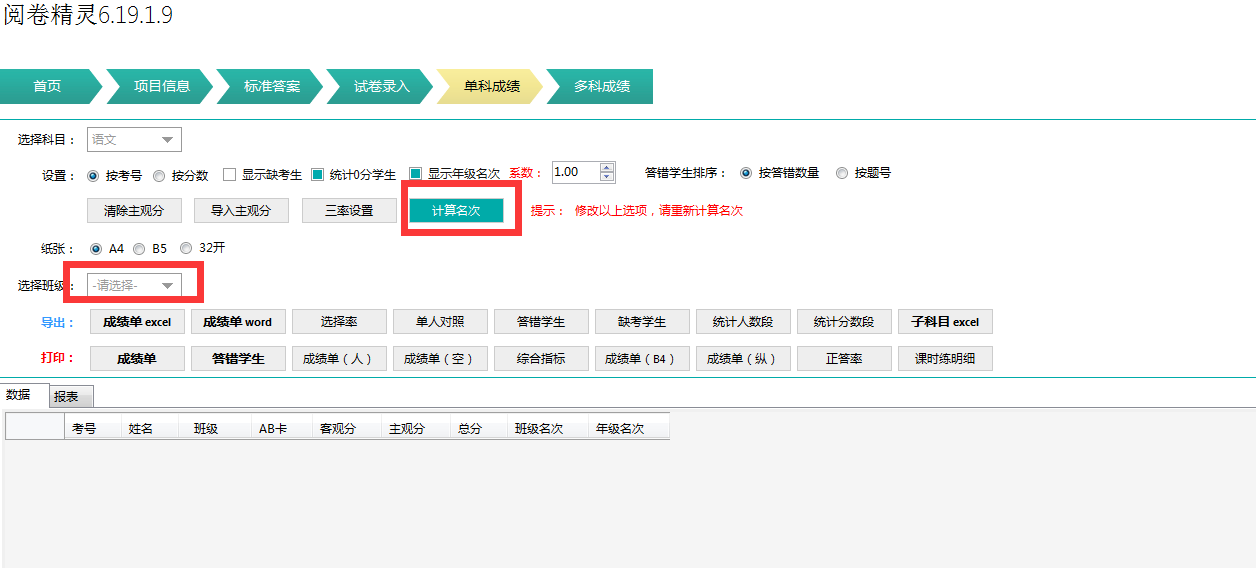 阅卷精灵6.19.1.9
首页 项目信息 标准答案 试卷录入 单科成绩 多科成绩
选择科目： 语文
设置： 按考号 按分数 显示缺考生 统计0分学生 显示年级名次 系数： 1.00 答错学生排序： 按答错数量 按题号
清除主观分 导入主观分 三率设置 计算名次 提示： 修改以上选项，请重新计算名次
纸张： A4 B5 32开
选择班级： -请选择-
导出： 成绩单 excel 成绩单 word 选择率 单人对照 答错学生 缺考学生 统计人数段 统计分数段 子科目 excel
打印： 成绩单 答错学生 成绩单（人） 成绩单（空） 综合指标 成绩单（B4） 成绩单（纵） 正答率 课时练明细
数据 报表
考号 姓名 班级 AB卡 客观分 主观分 总分 班级名次 年级名次